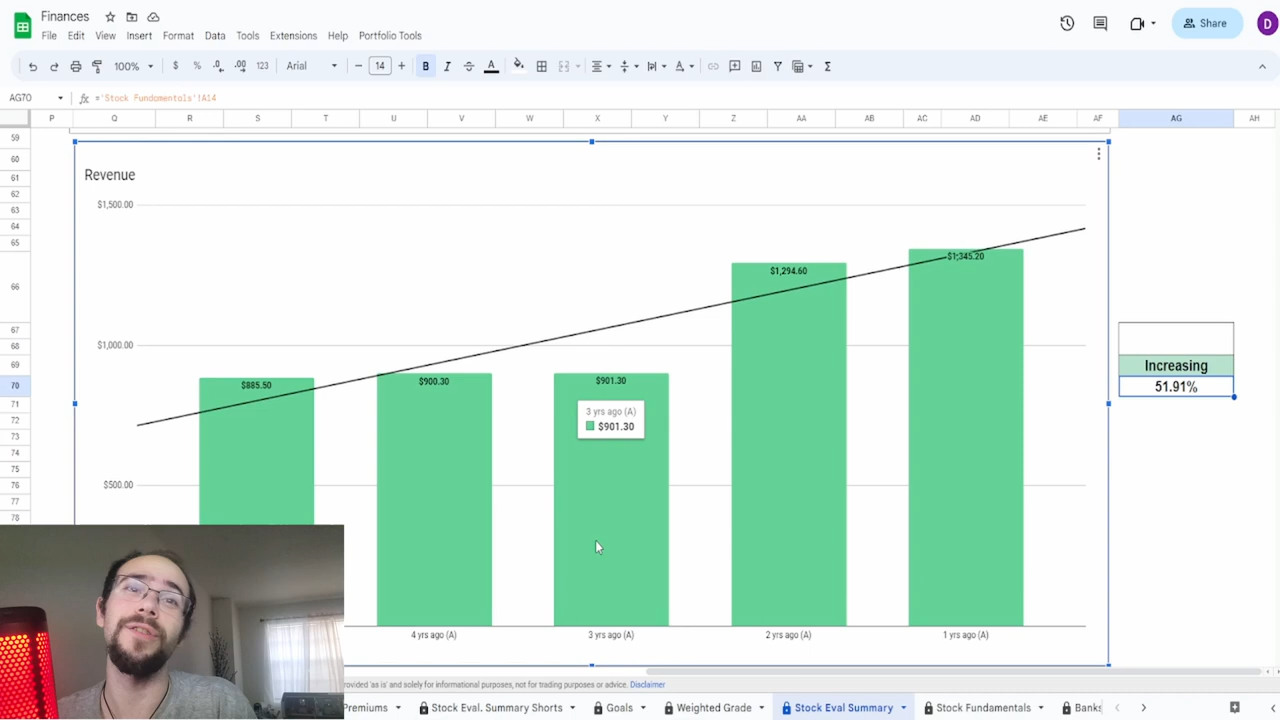 Finances
File Edit View Insert Format Data Tools Extensions Help Portfolio Tools
Share
D
100% $ % .0 .00 123 Arial 14 B I A
AG70 fx ='Stock Fundamentals'!A14
P Q R S T U V W X Y Z AA AB AC AD AE AF AG AH
59
60
61
62
63
64
65
66
67
68
69
70
71
72
73
74
75
76
77
78
Revenue
$1,500.00
$1,345.20
$1,294.60
$1,000.00
$885.50
$900.30
$901.30
3 yrs ago (A)
$901.30
$500.00
4 yrs ago (A) 3 yrs ago (A) 2 yrs ago (A) 1 yrs ago (A)
Increasing
51.91%
rovided 'as is' and solely for informational purposes, not for trading purposes or advice. Disclaimer
Premiums Stock Eval. Summary Shorts Goals Weighted Grade Stock Eval Summary Stock Fundamentals Banks